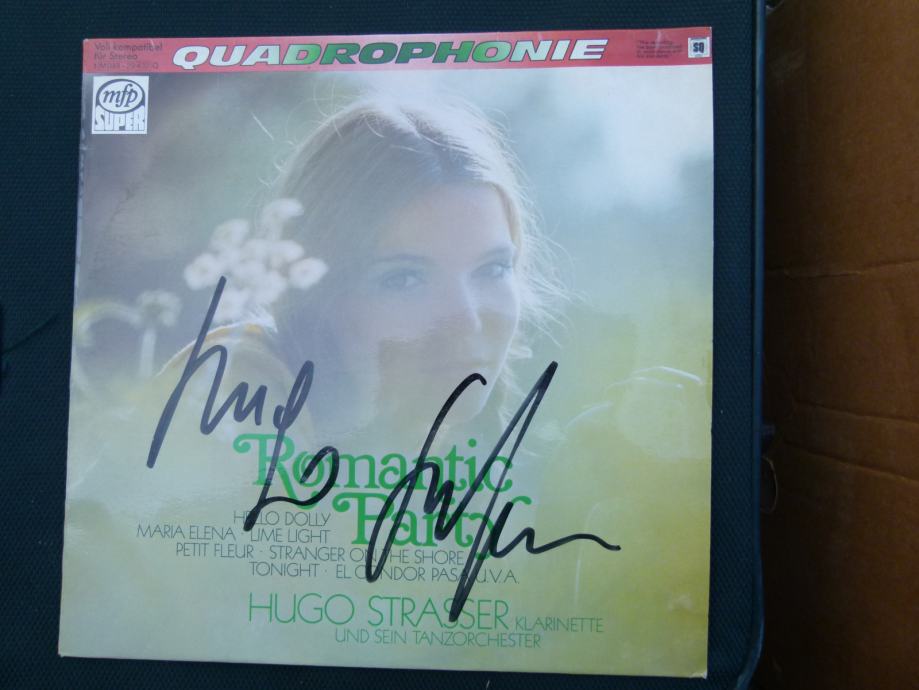 Voll kompatibel
für Stereo
QUADROPHONIE
SQ
mfp
SUPER
Romantic
Party
HELLO DOLLY
MARIA ELENA · LIME LIGHT
PETIT FLEUR · STRANGER ON THE SHORE
TONIGHT · EL CONDOR PASA U.V.A.
HUGO STRASSER KLARINETTE
UND SEIN TANZORCHESTER